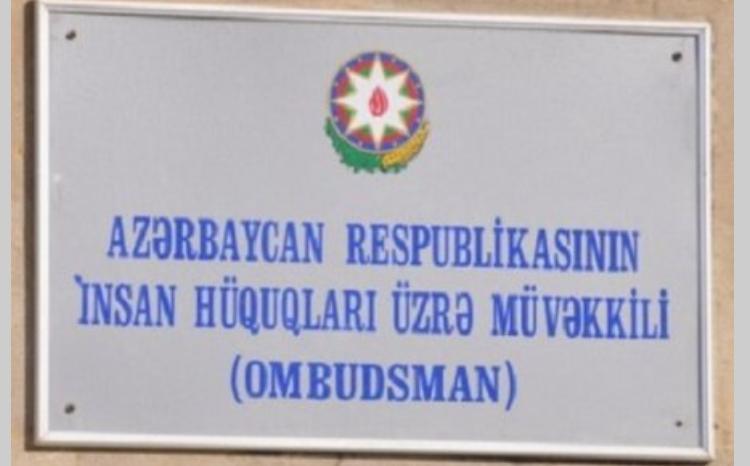 AZƏRBAYCAN RESPUBLİKASININ
İNSAN HÜQUQLARI ÜZRƏ MÜVƏKKİLİ
(OMBUDSMAN)